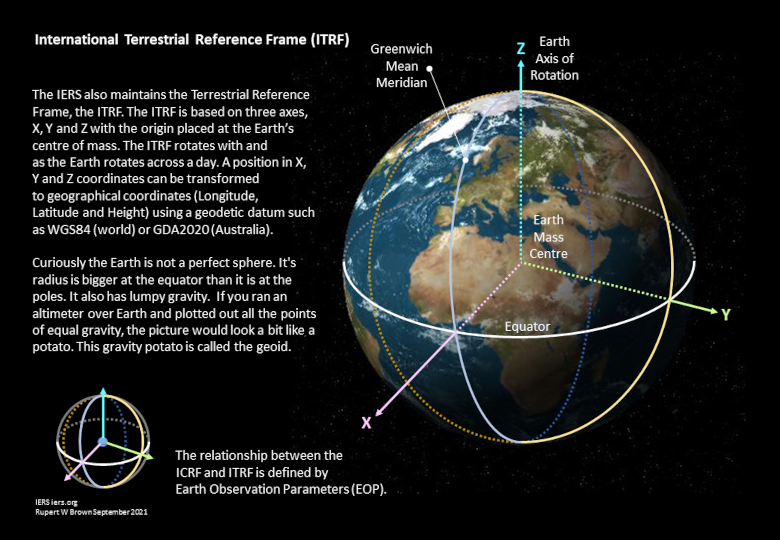 International Terrestrial Reference Frame (ITRF)
The IERS also maintains the Terrestrial Reference
Frame, the ITRF. The ITRF is based on three axes,
X, Y and Z with the origin placed at the Earth's
centre of mass. The ITRF rotates with and
as the Earth rotates across a day. A position in X,
Y and Z coordinates can be transformed
to geographical coordinates (Longitude,
Latitude and Height) using a geodetic datum such
as WGS84 (world) or GDA2020 (Australia).
Curiously the Earth is not a perfect sphere. It's
radius is bigger at the equator than it is at the
poles. It also has lumpy gravity. If you ran an
altimeter over Earth and plotted out all the points
of equal gravity, the picture would look a bit like a
potato. This gravity potato is called the geoid.
Greenwich
Mean
Meridian
Z
Earth
Axis of
Rotation
Earth
Mass
Centre
Equator
Y
X
The relationship between the
ICRF and ITRF is defined by
Earth Observation Parameters (EOP).
IERS iers.org
Rupert W Brown September 2021